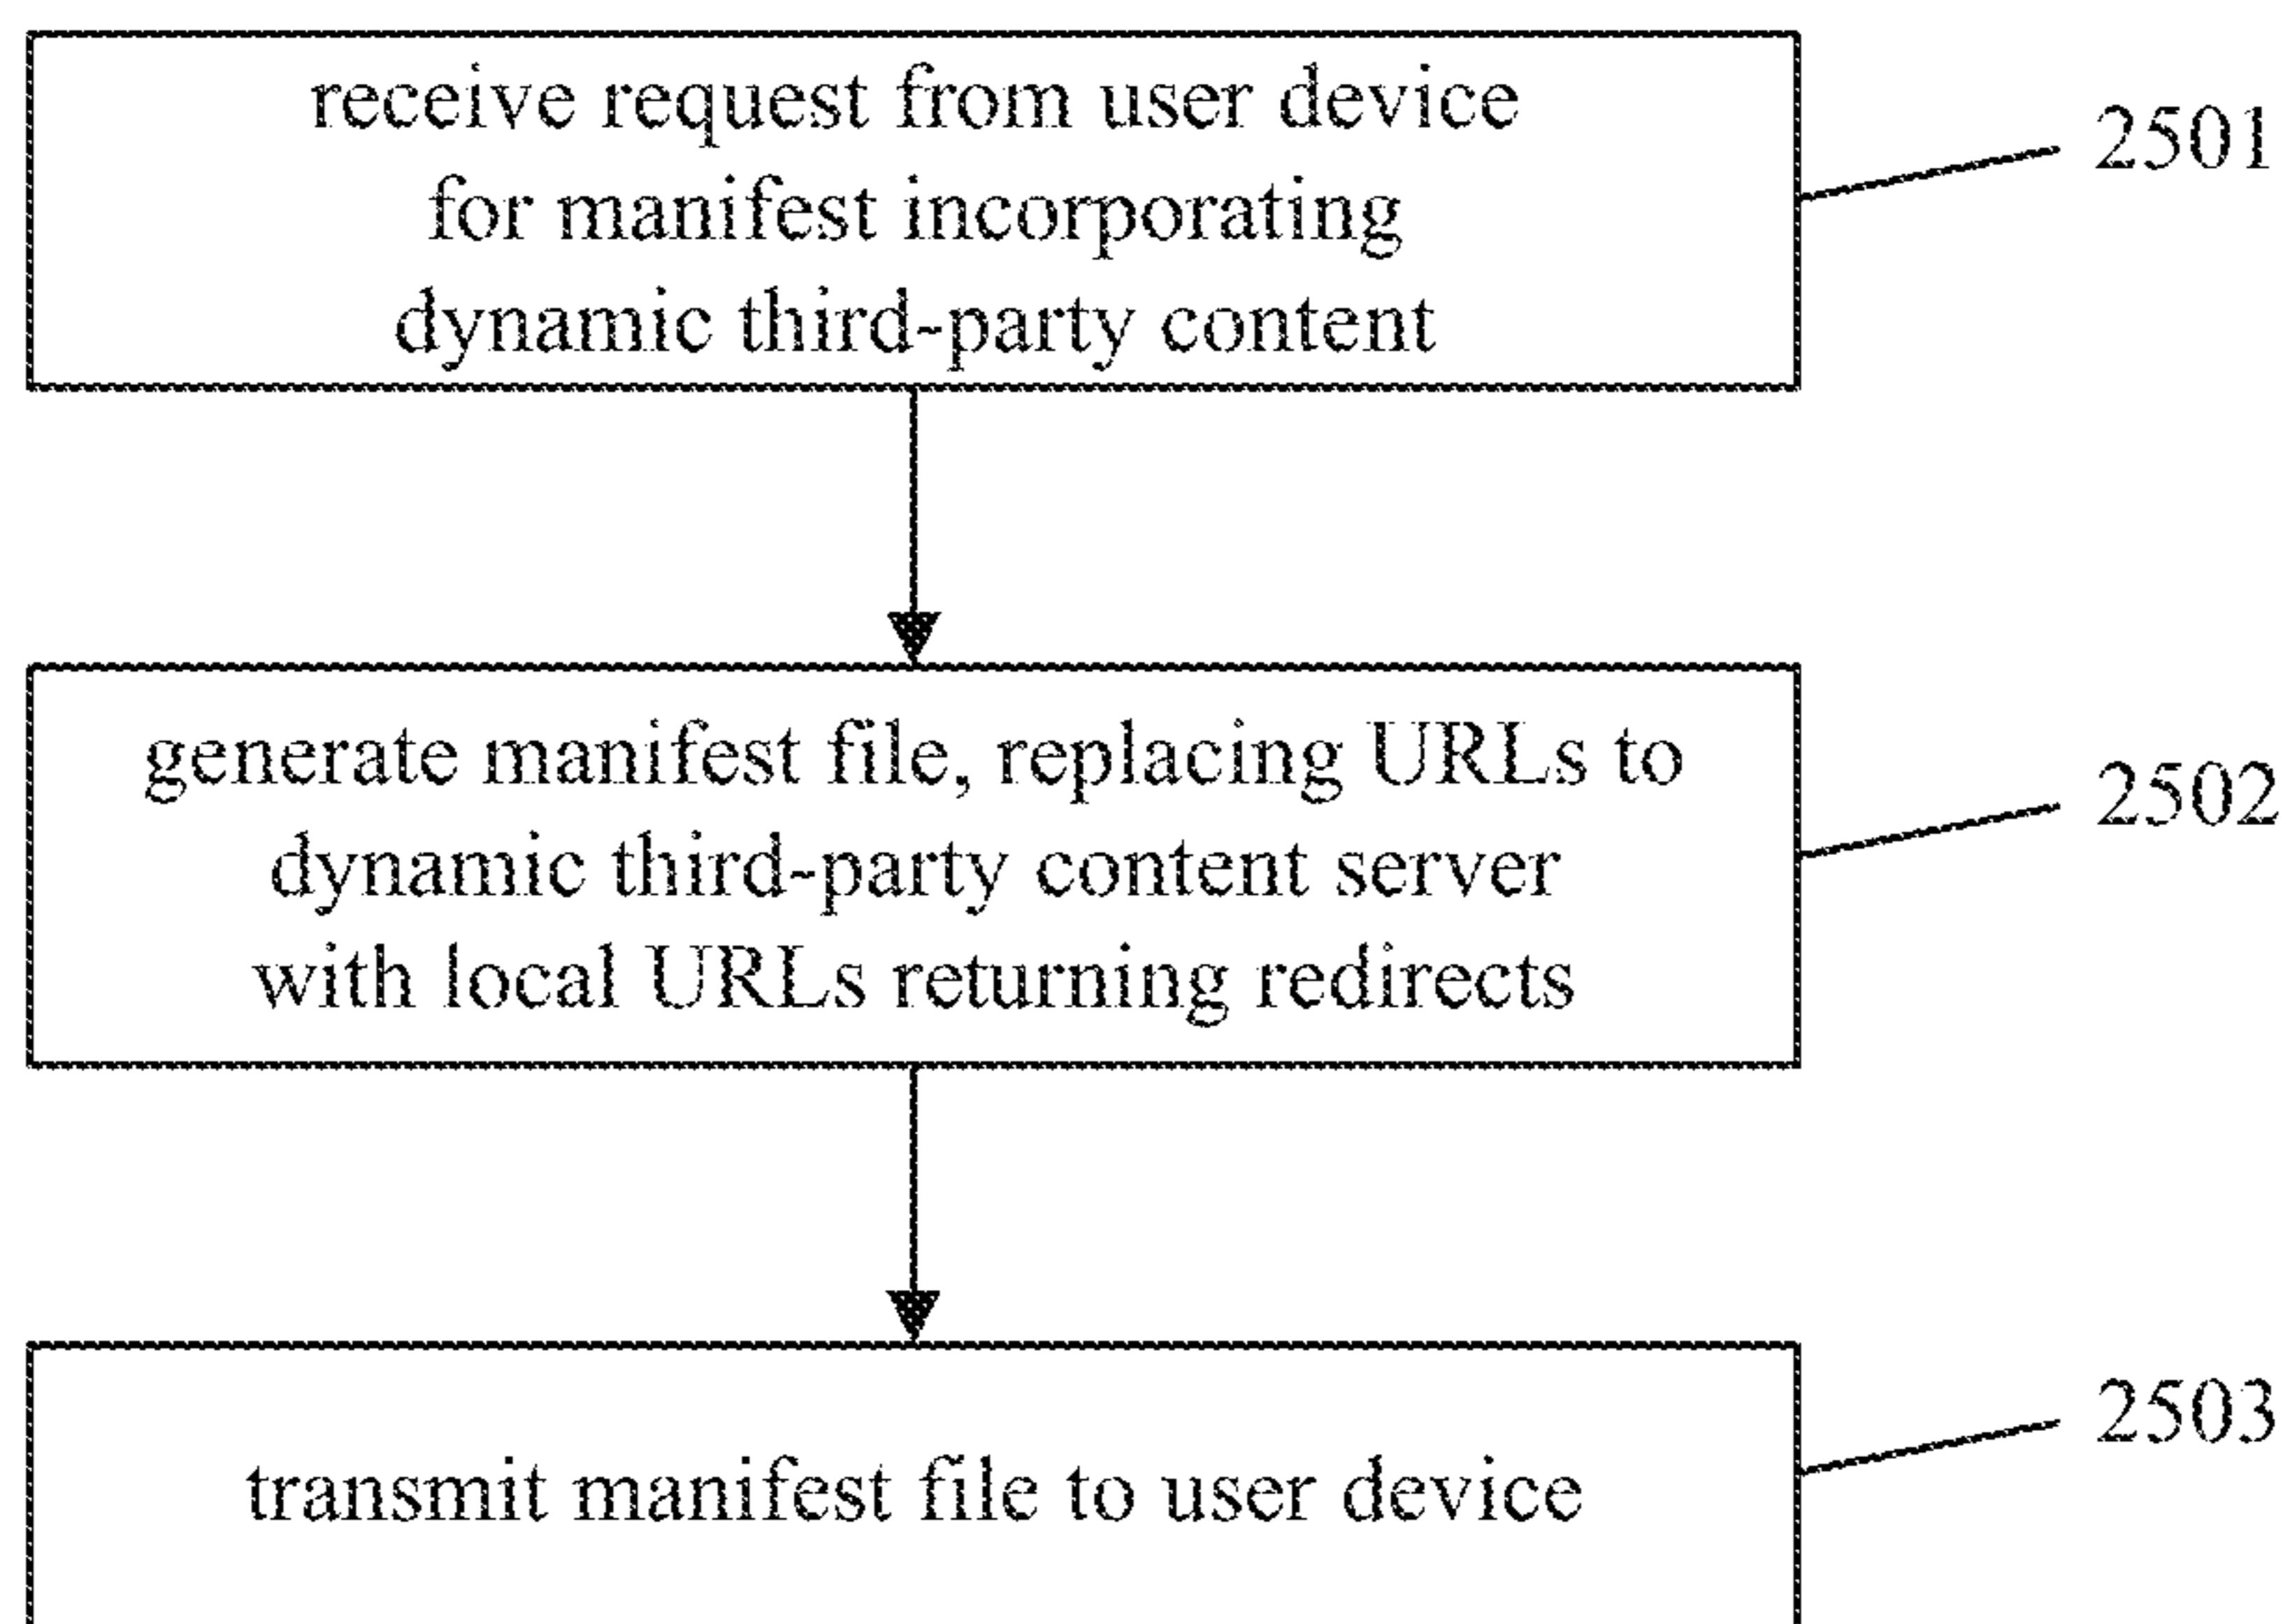 receive request from user device
for manifest incorporating
dynamic third-party content
2501
generate manifest file, replacing URLs to
dynamic third-party content server
with local URLs returning redirects
2502
transmit manifest file to user device
2503